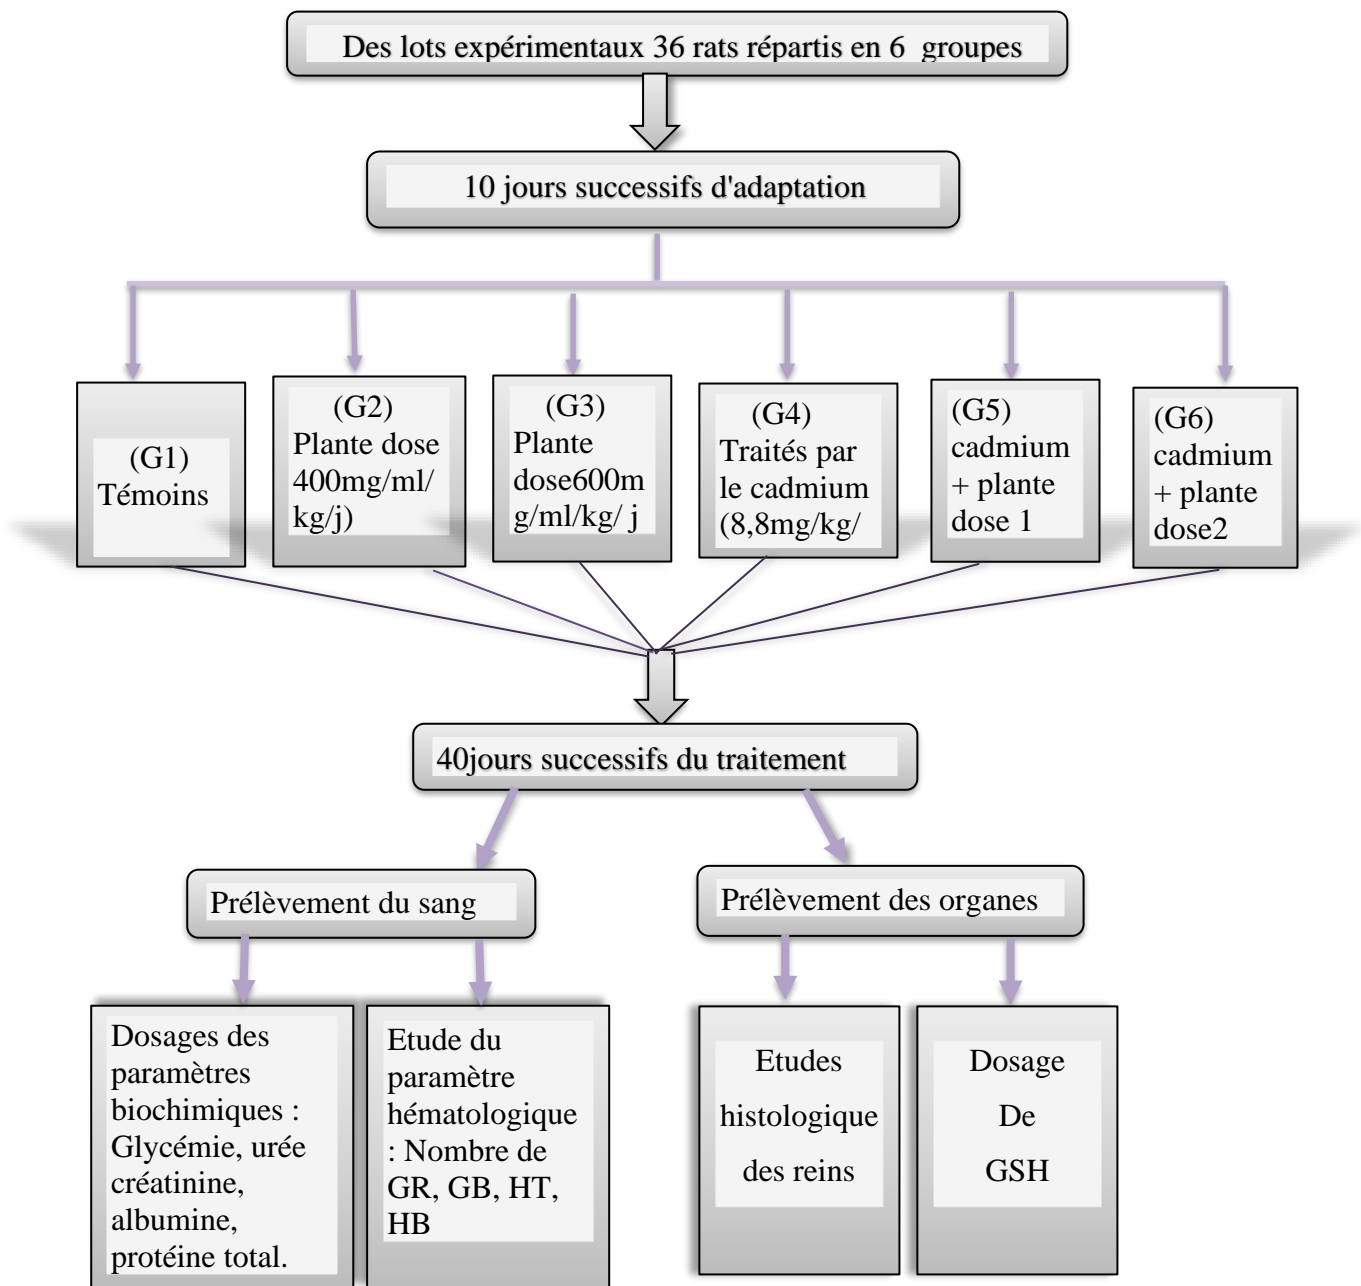 Des lots expérimentaux 36 rats répartis en 6 groupes
10 jours successifs d'adaptation
(G1)
Témoins
(G2)
Plante dose
400mg/ml/
kg/j)
(G3)
Plante
dose600m
g/ml/kg/ j
(G4)
Traités par
le cadmium
(8,8mg/kg/
(G5)
cadmium
+ plante
dose 1
(G6)
cadmium
+ plante
dose2
40jours successifs du traitement
Prélèvement du sang
Prélèvement des organes
Dosages des
paramètres
biochimiques :
Glycémie, urée
créatinine,
albumine,
protéine total.
Etude du
paramètre
hématologique
: Nombre de
GR, GB, HT,
HB
Etudes
histologique
des reins
Dosage
De
GSH